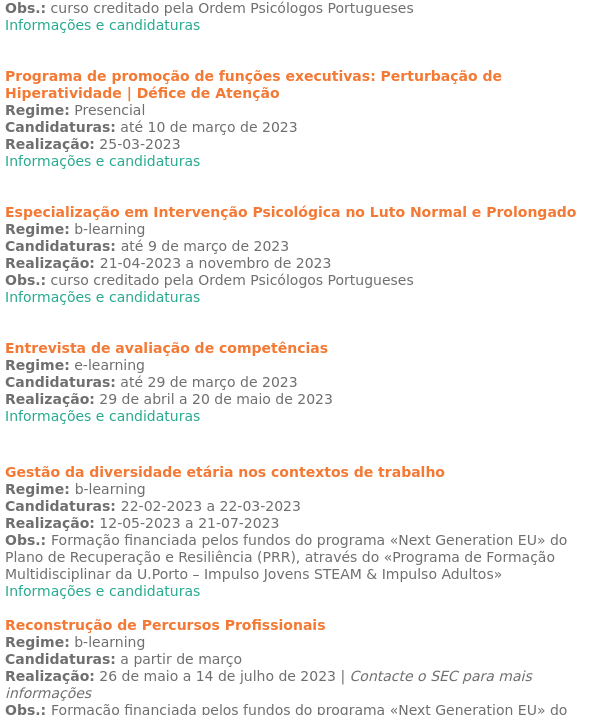 Obs.: curso creditado pela Ordem Psicólogos Portugueses
Informações e candidaturas
Programa de promoção de funções executivas: Perturbação de
Hiperatividade | Défice de Atenção
Regime: Presencial
Candidaturas: até 10 de março de 2023
Realização: 25-03-2023
Informações e candidaturas
Especialização em Intervenção Psicológica no Luto Normal e Prolongado
Regime: b-learning
Candidaturas: até 9 de março de 2023
Realização: 21-04-2023 a novembro de 2023
Obs.: curso creditado pela Ordem Psicólogos Portugueses
Informações e candidaturas
Entrevista de avaliação de competências
Regime: e-learning
Candidaturas: até 29 de março de 2023
Realização: 29 de abril a 20 de maio de 2023
Informações e candidaturas
Gestão da diversidade etária nos contextos de trabalho
Regime: b-learning
Candidaturas: 22-02-2023 a 22-03-2023
Realização: 12-05-2023 a 21-07-2023
Obs.: Formação financiada pelos fundos do programa «Next Generation EU» do
Plano de Recuperação e Resiliência (PRR), através do «Programa de Formação
Multidisciplinar da U.Porto – Impulso Jovens STEAM & Impulso Adultos»
Informações e candidaturas
Reconstrução de Percursos Profissionais
Regime: b-learning
Candidaturas: a partir de março
Realização: 26 de maio a 14 de julho de 2023 | Contacte o SEC para mais
informações
Obs.: Formação financiada pelos fundos do programa «Next Generation EU» do